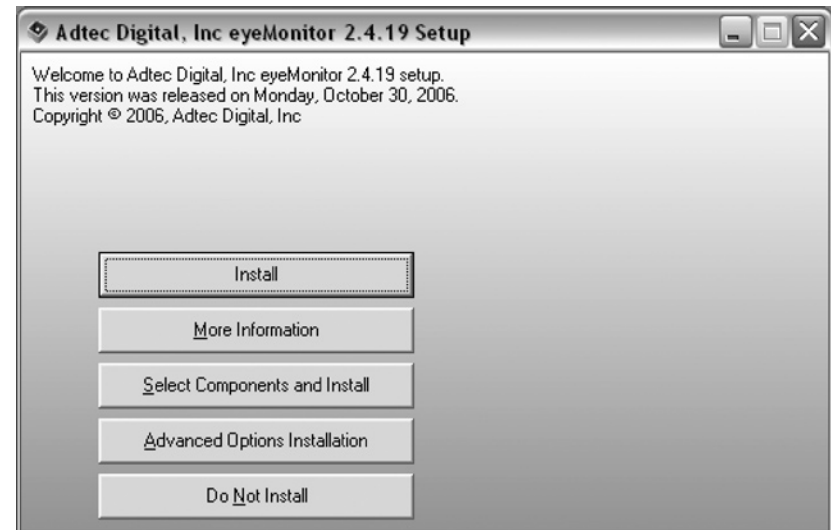 Adtec Digital, Inc eyeMonitor 2.4.19 Setup
Welcome to Adtec Digital, Inc eyeMonitor 2.4.19 setup.
This version was released on Monday, October 30, 2006.
Copyright © 2006, Adtec Digital, Inc
Install
More Information
Select Components and Install
Advanced Options Installation
Do Not Install